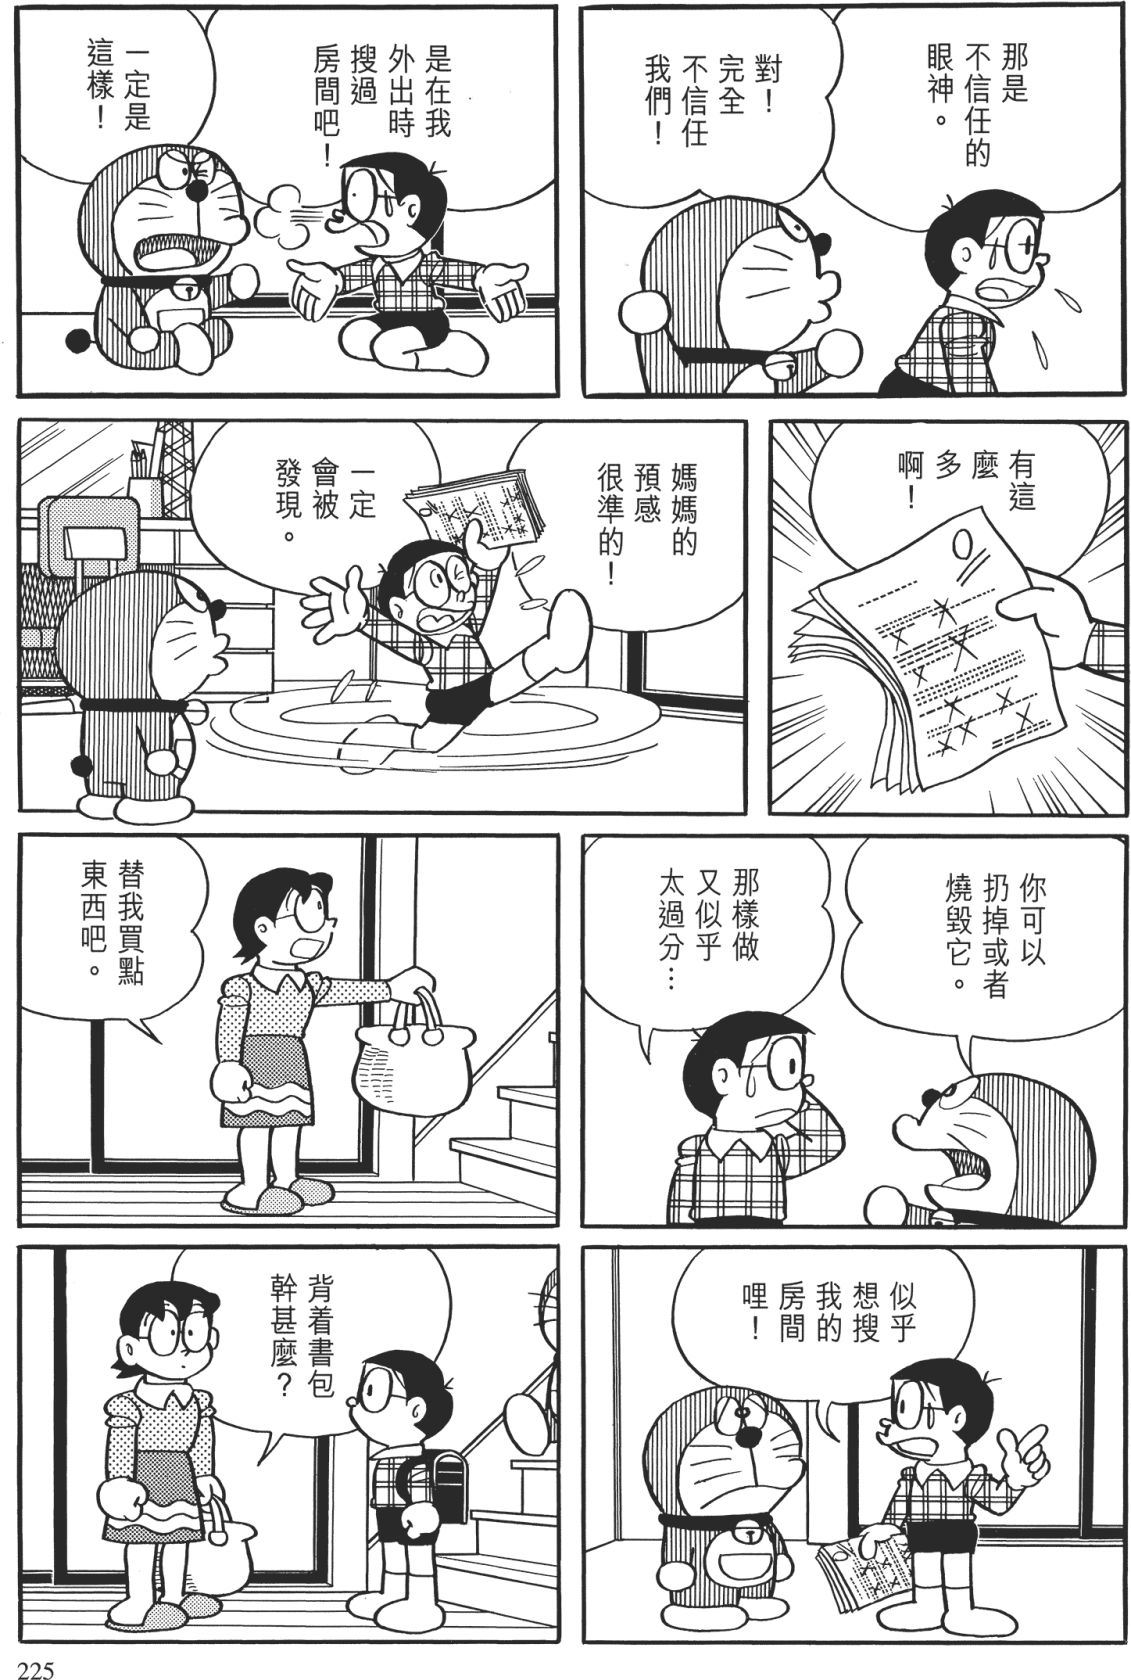 那是
不信任的
眼神。
對！
完全
不信任
我們！
是在我
外出時
搜過
房間吧！
一定是
這樣！
有這
麼
多
啊！
媽媽的
預感
很準的！
一定
會被
發現。
你可以
扔掉或者
燒毀它。
那樣做
又似乎
太過分…
替我買點
東西吧。
似乎
想搜
我的
房間
哩！
背着書包
幹甚麼？
225